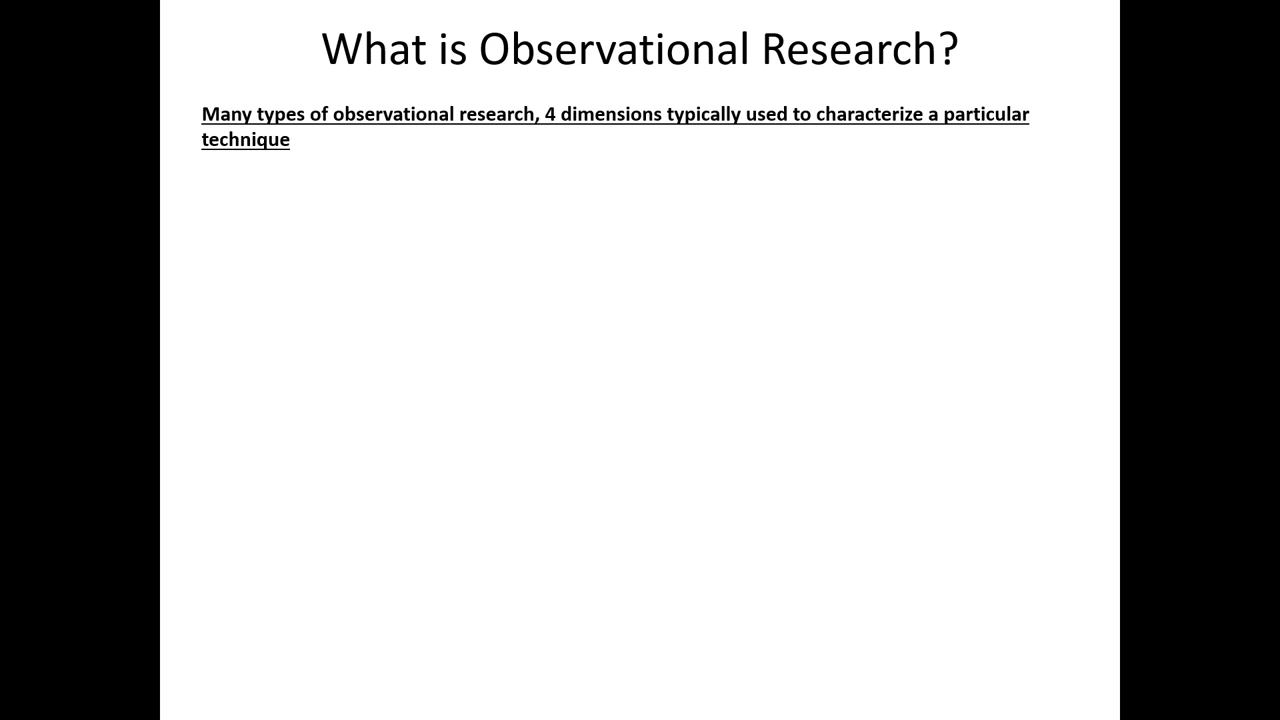 What is Observational Research?
Many types of observational research, 4 dimensions typically used to characterize a particular
technique